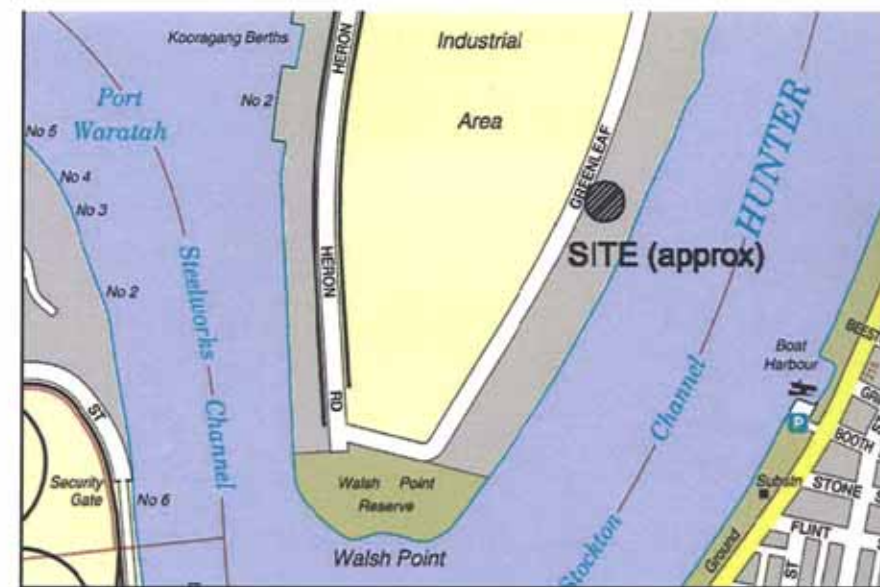 Kooragang Berths
HERON
Industrial
Area
Port
Waratah
No 2
No 5
No 4
No 3
No 2
GREENLEAF
HUNTER
SITE (approx)
HERON
Steelworks
Channel
RD
ST
Security
Gate
No 6
Walsh Point
Reserve
Walsh Point
Stockton
Channel
Boat
Harbour
P
BEEST
BOOTH
STONE
Substn
FLINT
Ground
ST